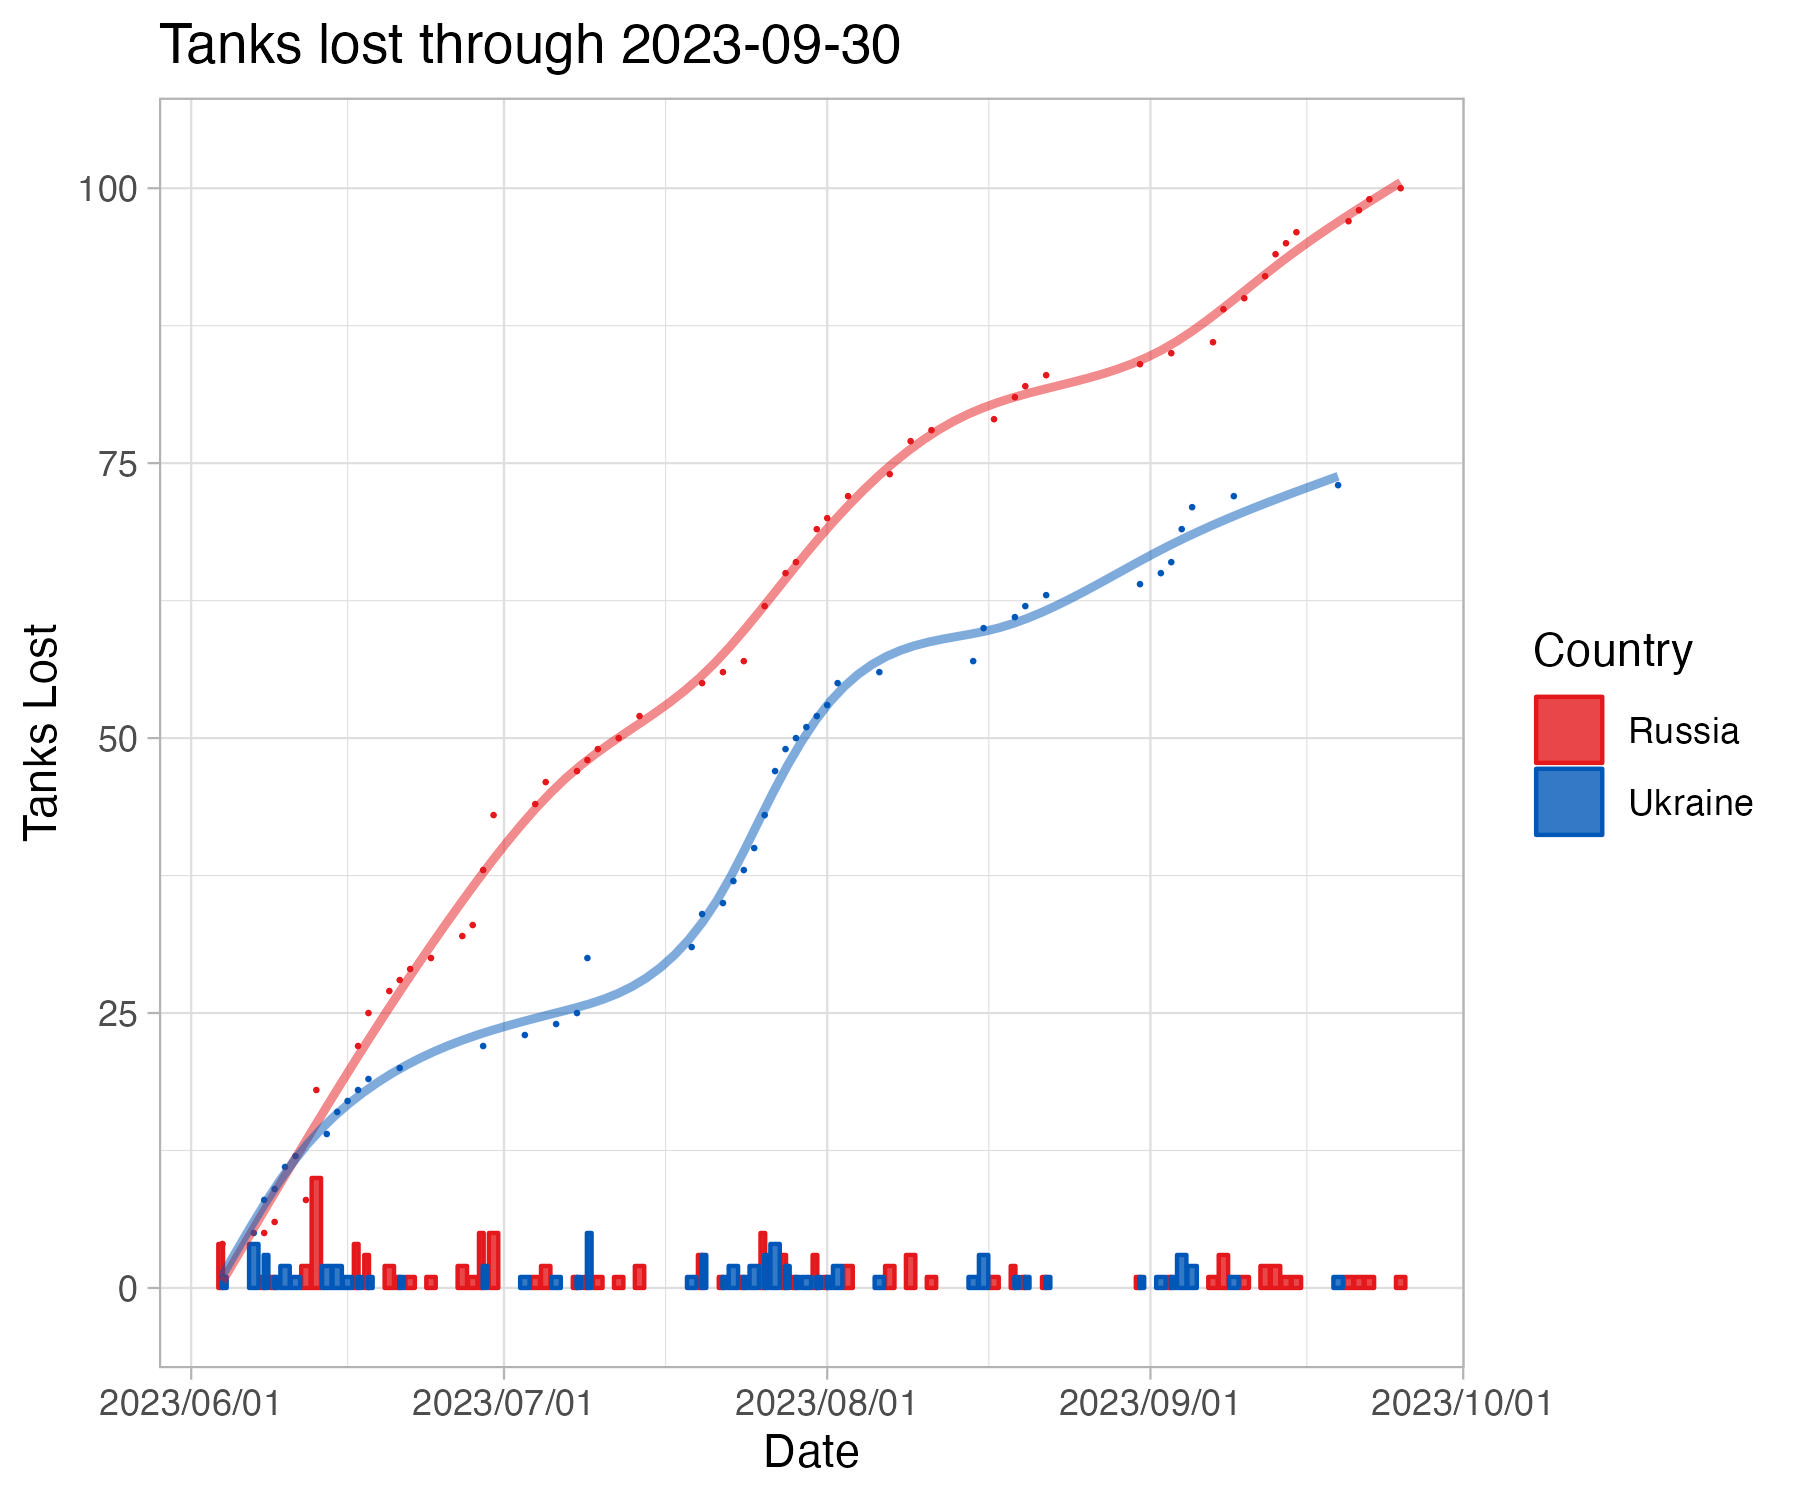 Tanks lost through 2023-09-30
100
75
50
25
0
Tanks Lost
2023/06/01
2023/07/01
2023/08/01
2023/09/01
2023/10/01
Date
Country
Russia
Ukraine